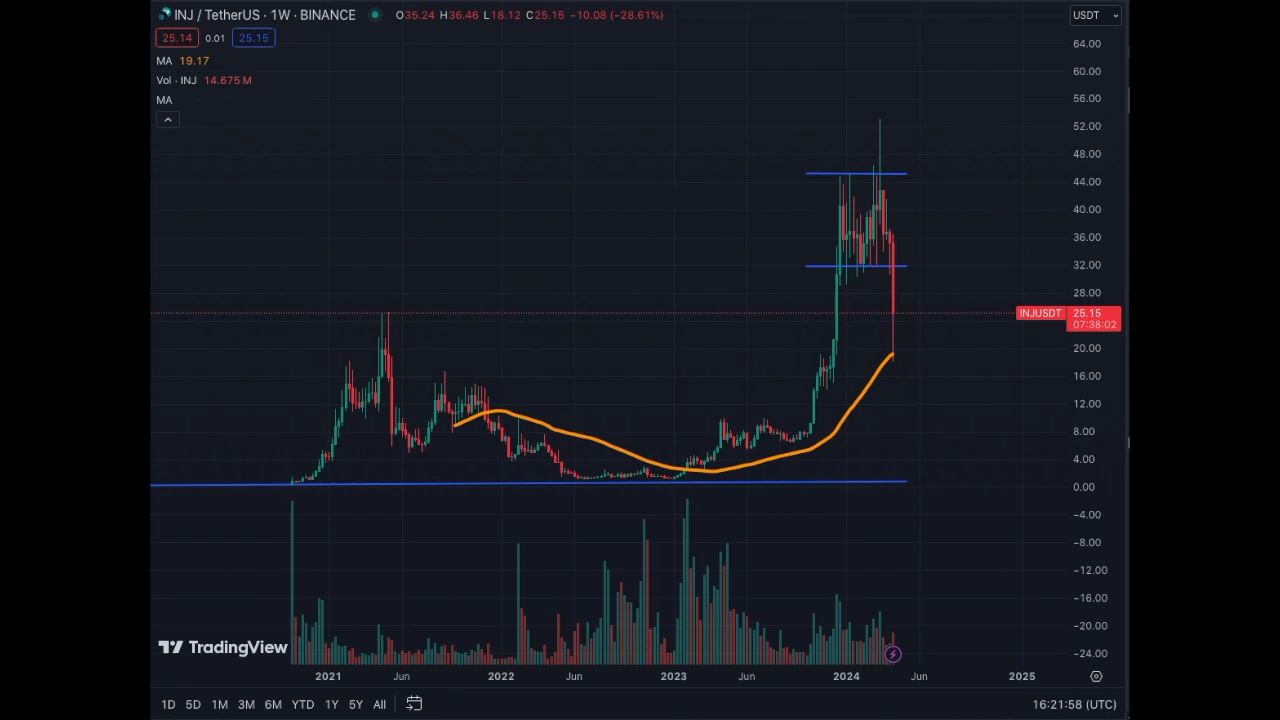 INJ / TetherUS · 1W · BINANCE O35.24 H36.46 L18.12 C25.15 −10.08 (−28.61%)
USDT
25.14 0.01 25.15
MA 19.17
Vol · INJ 14.675 M
MA
64.00
60.00
56.00
52.00
48.00
44.00
40.00
36.00
32.00
28.00
INJUSDT 25.15
07:38:02
20.00
16.00
12.00
8.00
4.00
0.00
−4.00
−8.00
−12.00
−16.00
−20.00
−24.00
TradingView
2021 Jun 2022 Jun 2023 Jun 2024 Jun 2025
1D 5D 1M 3M 6M YTD 1Y 5Y All 16:21:58 (UTC)